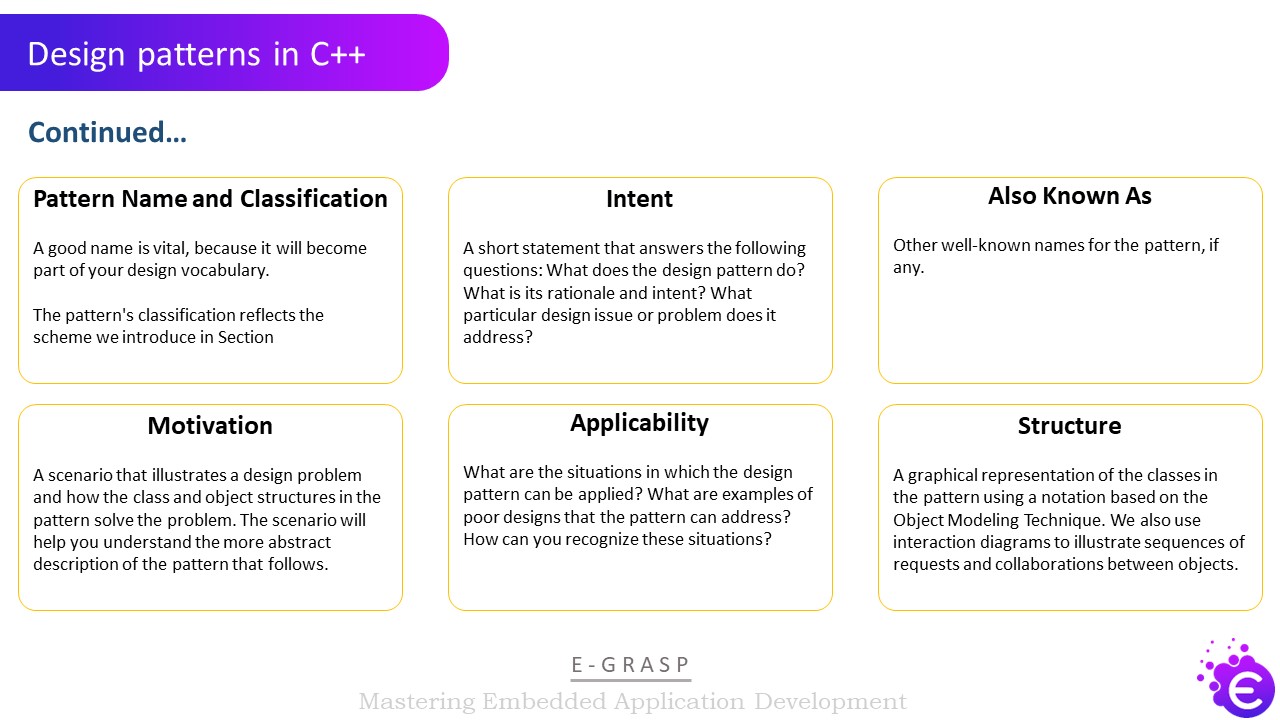 Design patterns in C++
Continued…
Pattern Name and Classification
A good name is vital, because it will become
part of your design vocabulary.
The pattern's classification reflects the
scheme we introduce in Section
Intent
A short statement that answers the following
questions: What does the design pattern do?
What is its rationale and intent? What
particular design issue or problem does it
address?
Also Known As
Other well-known names for the pattern, if
any.
Motivation
A scenario that illustrates a design problem
and how the class and object structures in the
pattern solve the problem. The scenario will
help you understand the more abstract
description of the pattern that follows.
Applicability
What are the situations in which the design
pattern can be applied? What are examples of
poor designs that the pattern can address?
How can you recognize these situations?
Structure
A graphical representation of the classes in
the pattern using a notation based on the
Object Modeling Technique. We also use
interaction diagrams to illustrate sequences of
requests and collaborations between objects.
E-GRASP
Mastering Embedded Application Development